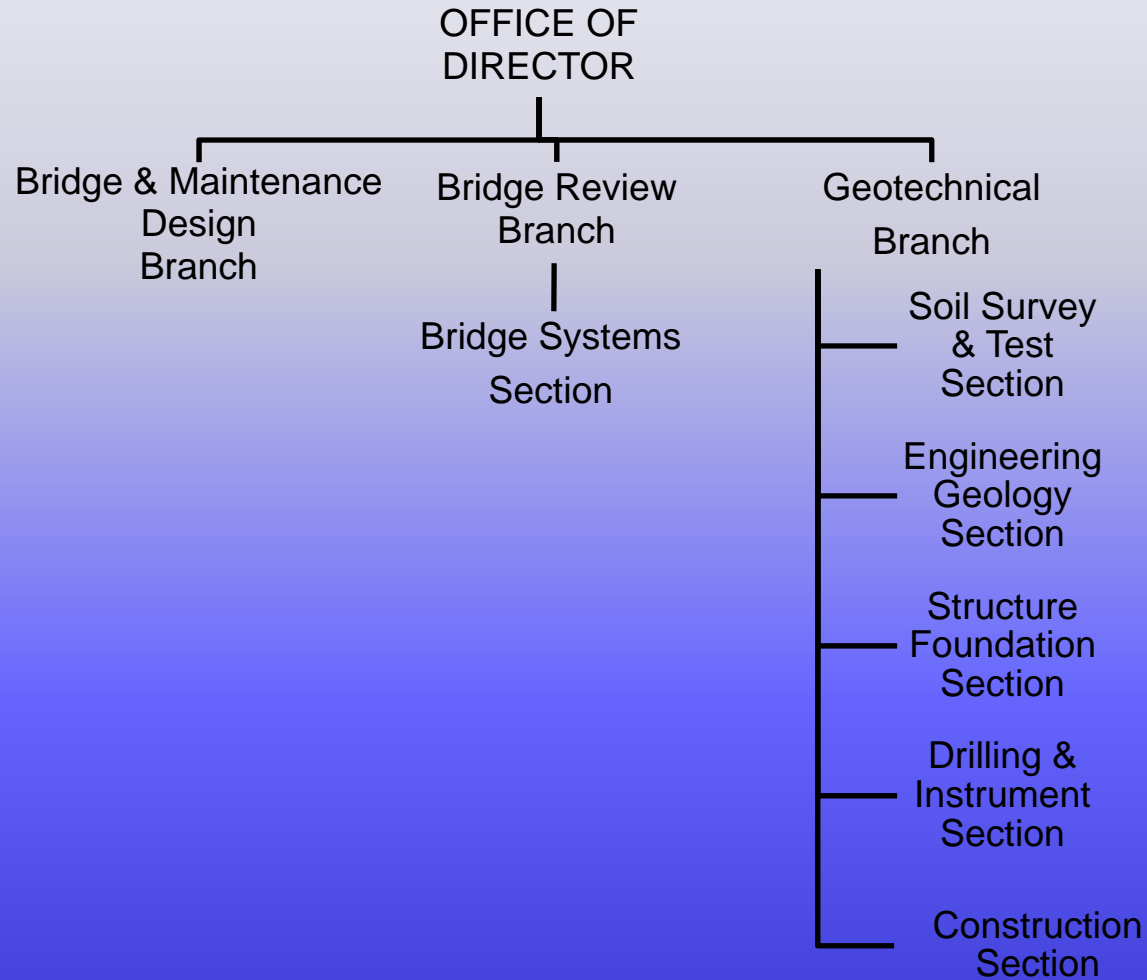 OFFICE OF
DIRECTOR
Bridge & Maintenance
Design
Branch
Bridge Review
Branch
Bridge Systems
Section
Geotechnical
Branch
Soil Survey
& Test
Section
Engineering
Geology
Section
Structure
Foundation
Section
Drilling &
Instrument
Section
Construction
Section